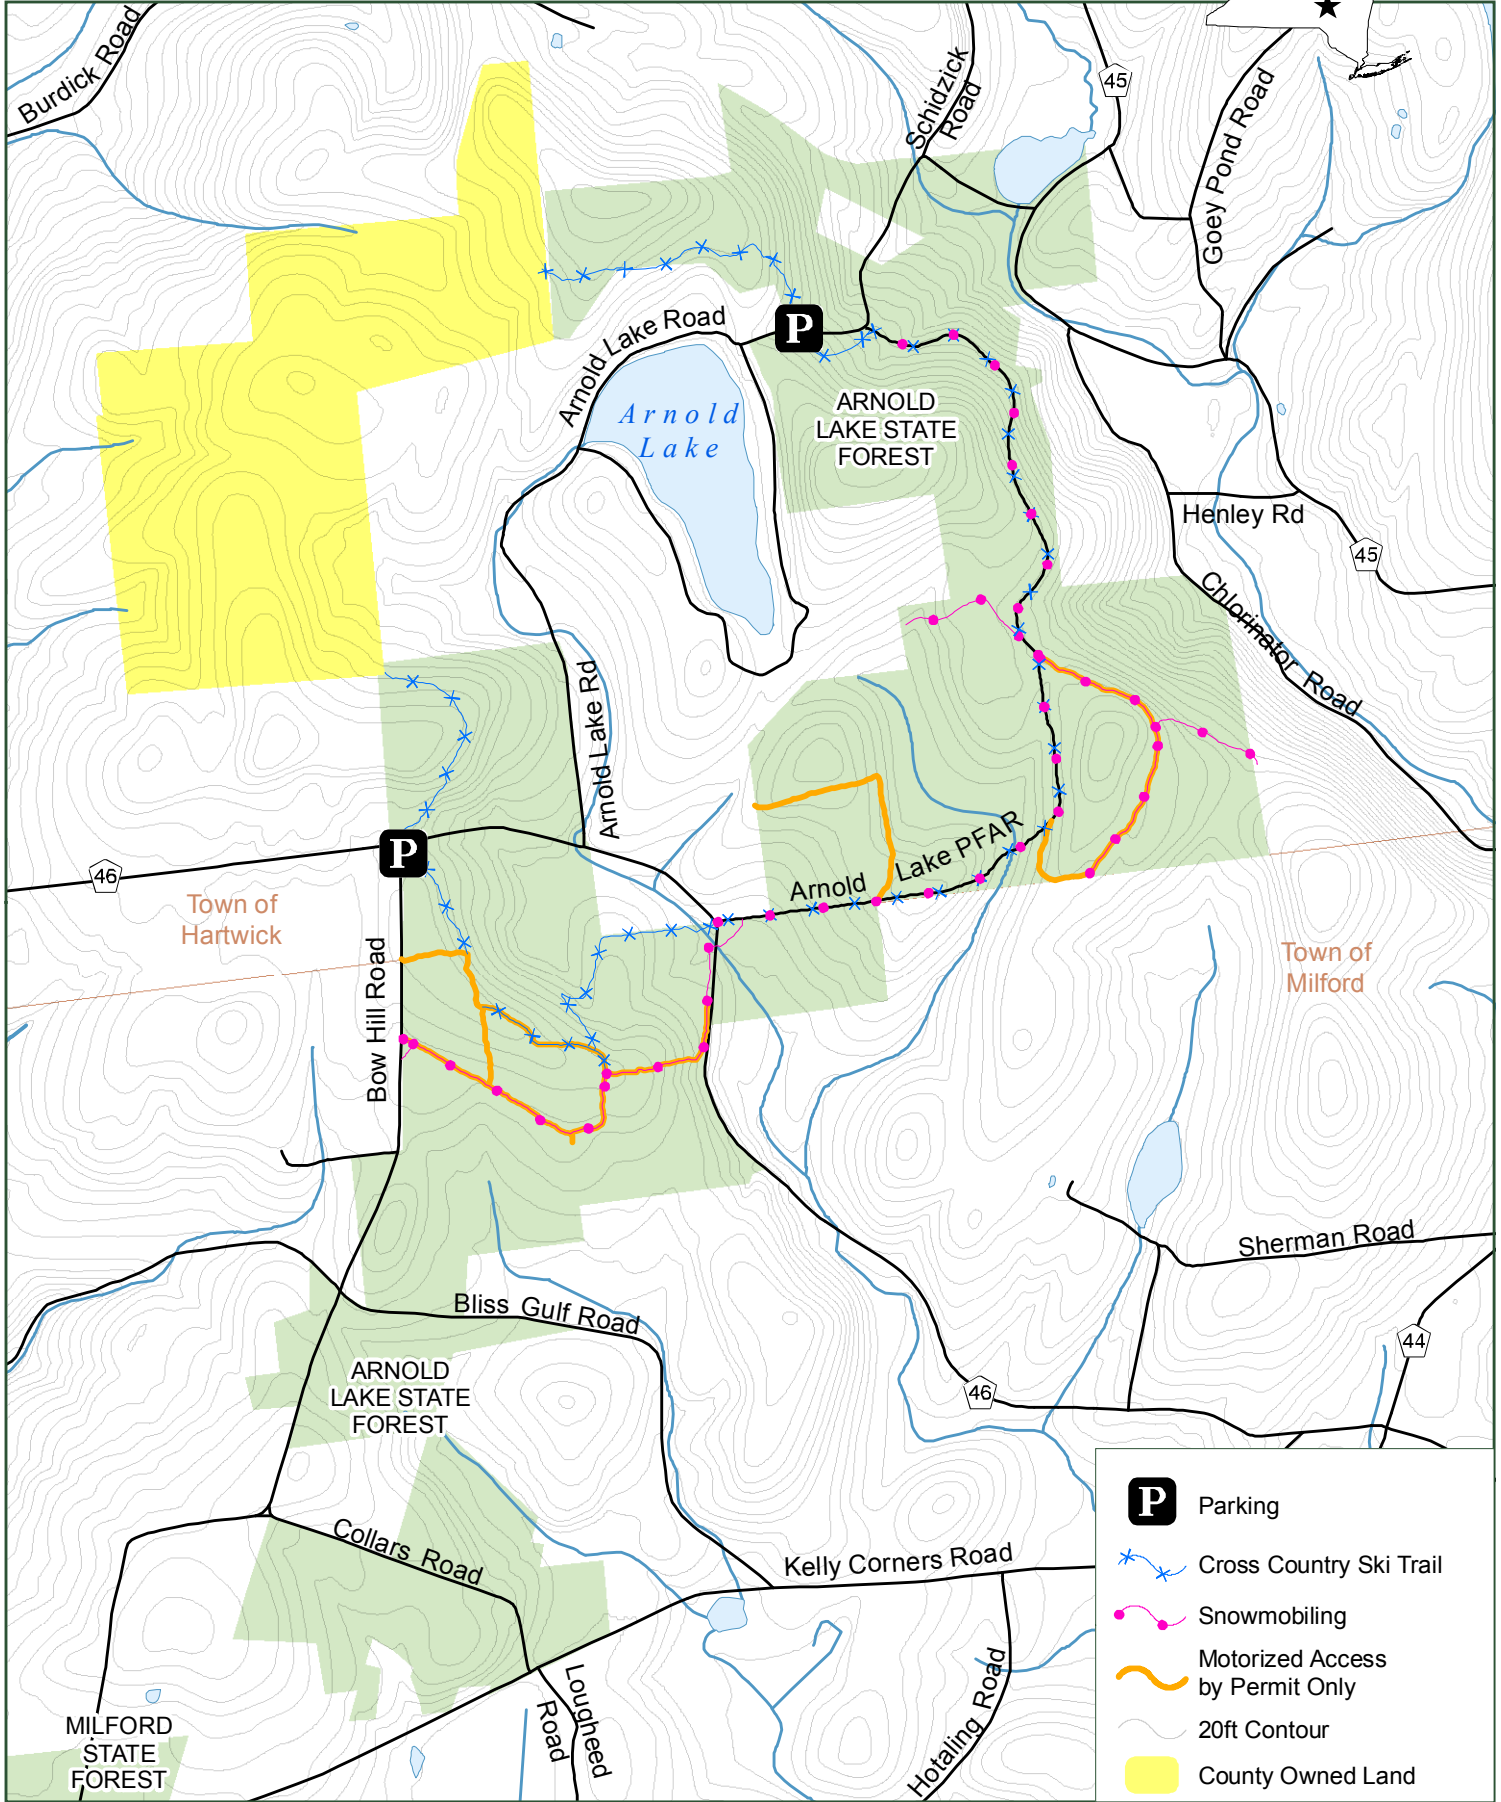 Burdick Road
Schidzick
Road
45
Goey Pond Road
Arnold Lake Road
P
Arnold
Lake
ARNOLD
LAKE STATE
FOREST
Henley Rd
45
Chlorinator Road
Arnold Lake Rd
P
46
Arnold Lake PFAR
Town of
Hartwick
Town of
Milford
Bow Hill Road
Sherman Road
Bliss Gulf Road
44
ARNOLD
LAKE STATE
FOREST
46
Collars Road
Kelly Corners Road
Lougheed
Road
Hotaling Road
MILFORD
STATE
FOREST
P
Parking
Cross Country Ski Trail
Snowmobiling
Motorized Access
by Permit Only
20ft Contour
County Owned Land